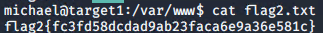 michael@target1:/var/www$ cat flag2.txt
flag2{fc3fd58dcdad9ab23faca6e9a36e581c}